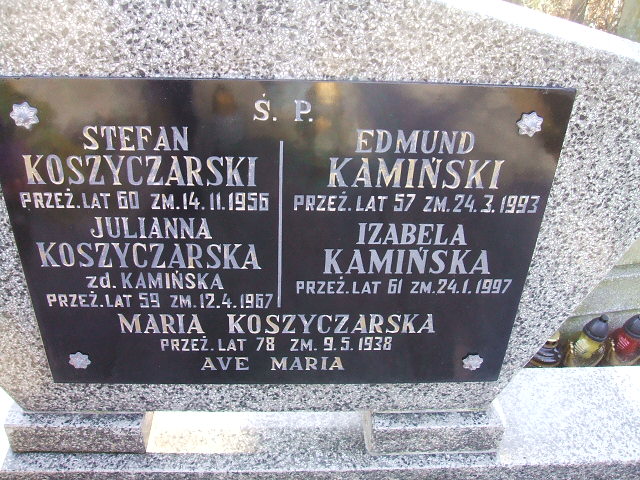 Ś. P.
STEFAN
KOSZYCZARSKI
PRZEŻ. LAT 60 ZM. 14.11.1956
JULIANNA
KOSZYCZARSKA
zd. KAMIŃSKA
PRZEŻ. LAT 59 ZM. 12.4.1967
EDMUND
KAMIŃSKI
PRZEŻ. LAT 57 ZM. 24.3.1993
IZABELA
KAMIŃSKA
PRZEŻ. LAT 61 ZM. 24.1.1997
MARIA KOSZYCZARSKA
PRZEŻ. LAT 78 ZM. 9.5.1938
AVE MARIA